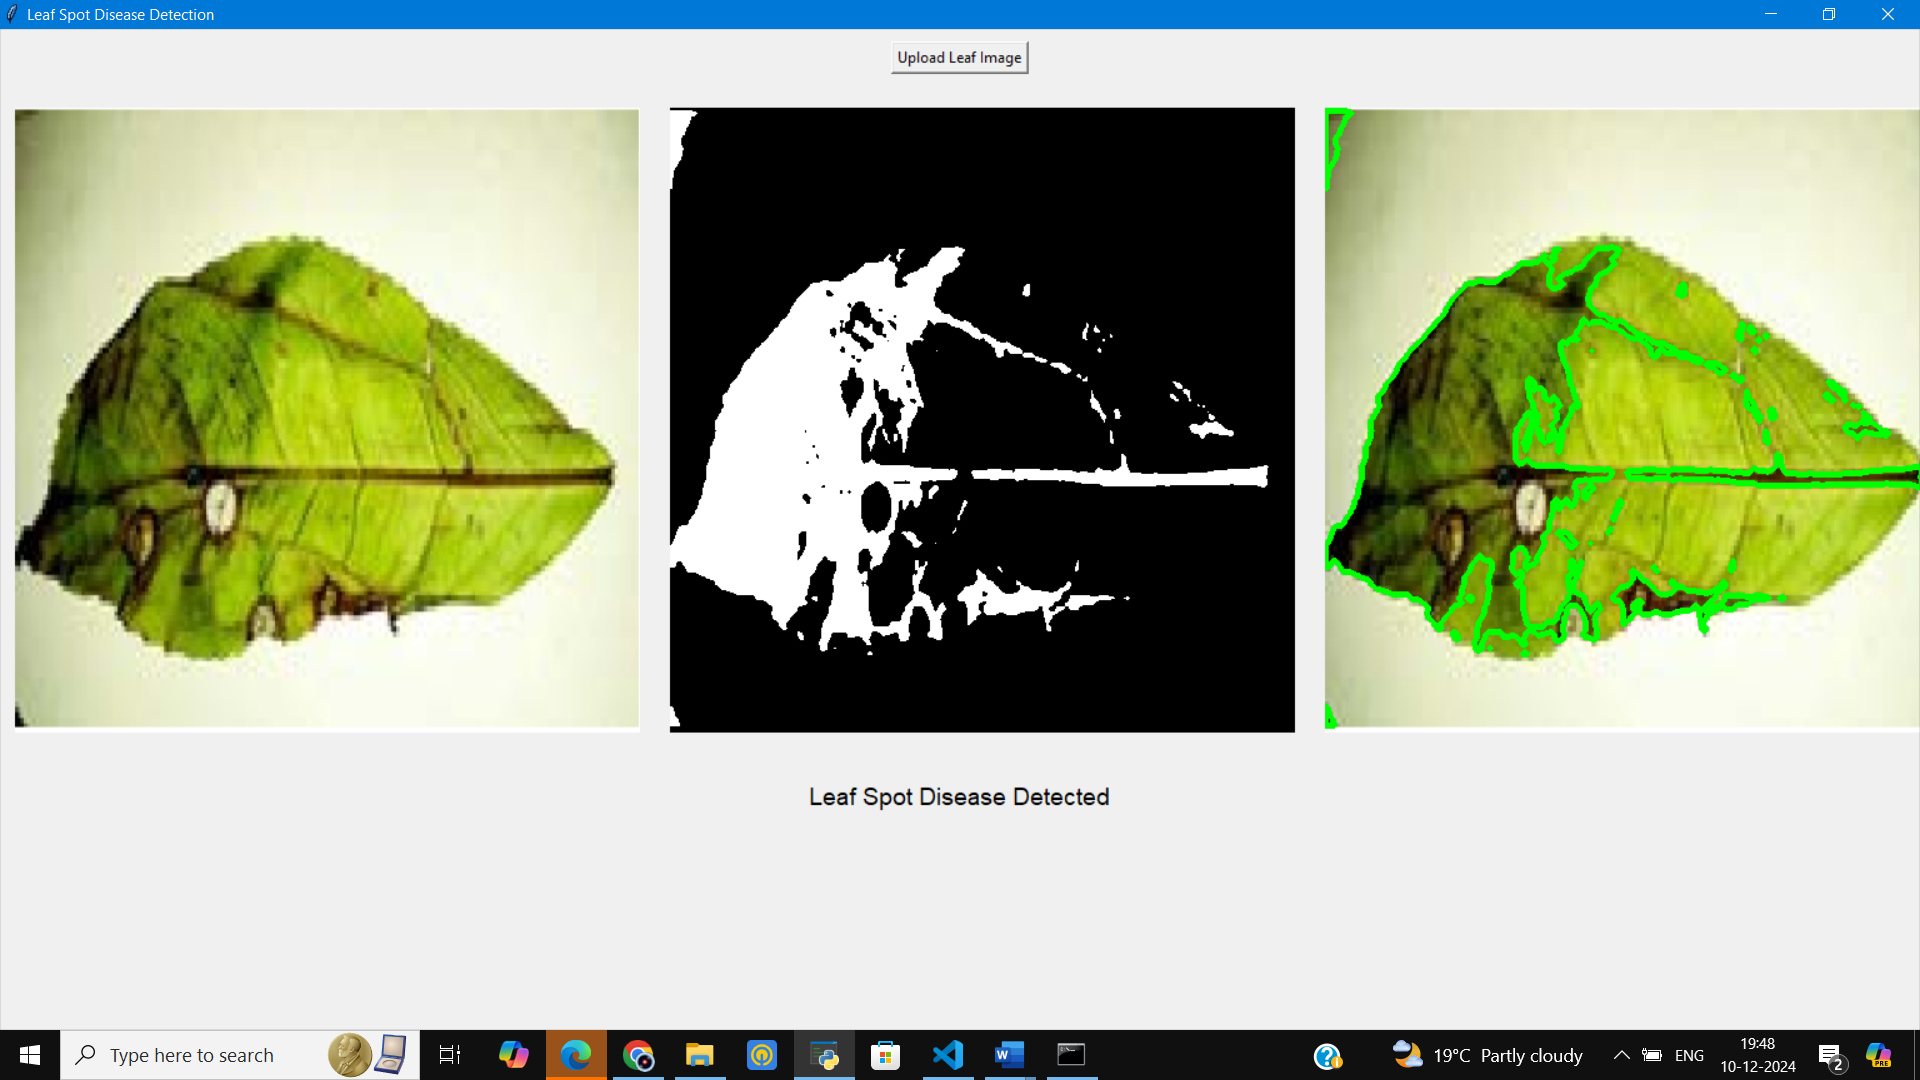 Leaf Spot Disease Detection
Upload Leaf Image
Leaf Spot Disease Detected
Type here to search
19°C Partly cloudy
ENG
19:48
10-12-2024
2
PRE